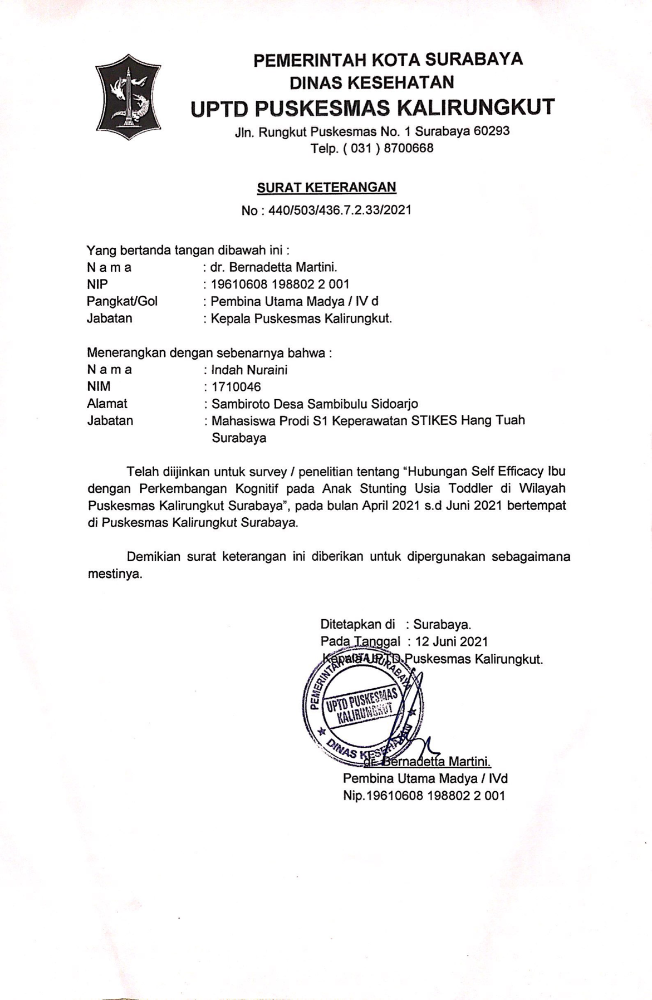 PEMERINTAH KOTA SURABAYA
DINAS KESEHATAN
UPTD PUSKESMAS KALIRUNGKUT
Jln. Rungkut Puskesmas No. 1 Surabaya 60293
Telp. ( 031 ) 8700668
SURAT KETERANGAN
No : 440/503/436.7.2.33/2021
Yang bertanda tangan dibawah ini :
N a m a : dr. Bernadetta Martini.
NIP : 19610608 198802 2 001
Pangkat/Gol : Pembina Utama Madya / IV d
Jabatan : Kepala Puskesmas Kalirungkut.
Menerangkan dengan sebenarnya bahwa :
N a m a : Indah Nuraini
NIM : 1710046
Alamat : Sambiroto Desa Sambibulu Sidoarjo
Jabatan : Mahasiswa Prodi S1 Keperawatan STIKES Hang Tuah
Surabaya
Telah diijinkan untuk survey / penelitian tentang “Hubungan Self Efficacy Ibu
dengan Perkembangan Kognitif pada Anak Stunting Usia Toddler di Wilayah
Puskesmas Kalirungkut Surabaya”, pada bulan April 2021 s.d Juni 2021 bertempat
di Puskesmas Kalirungkut Surabaya.
Demikian surat keterangan ini diberikan untuk dipergunakan sebagaimana
mestinya.
Ditetapkan di : Surabaya.
Pada Tanggal : 12 Juni 2021
Kepala UPTD Puskesmas Kalirungkut.
PEMERINTAH KOTA SURABAYA
UPTD PUSKESMAS
KALIRUNGKUT
DINAS KESEHATAN
dr. Bernadetta Martini.
Pembina Utama Madya / IVd
Nip.19610608 198802 2 001